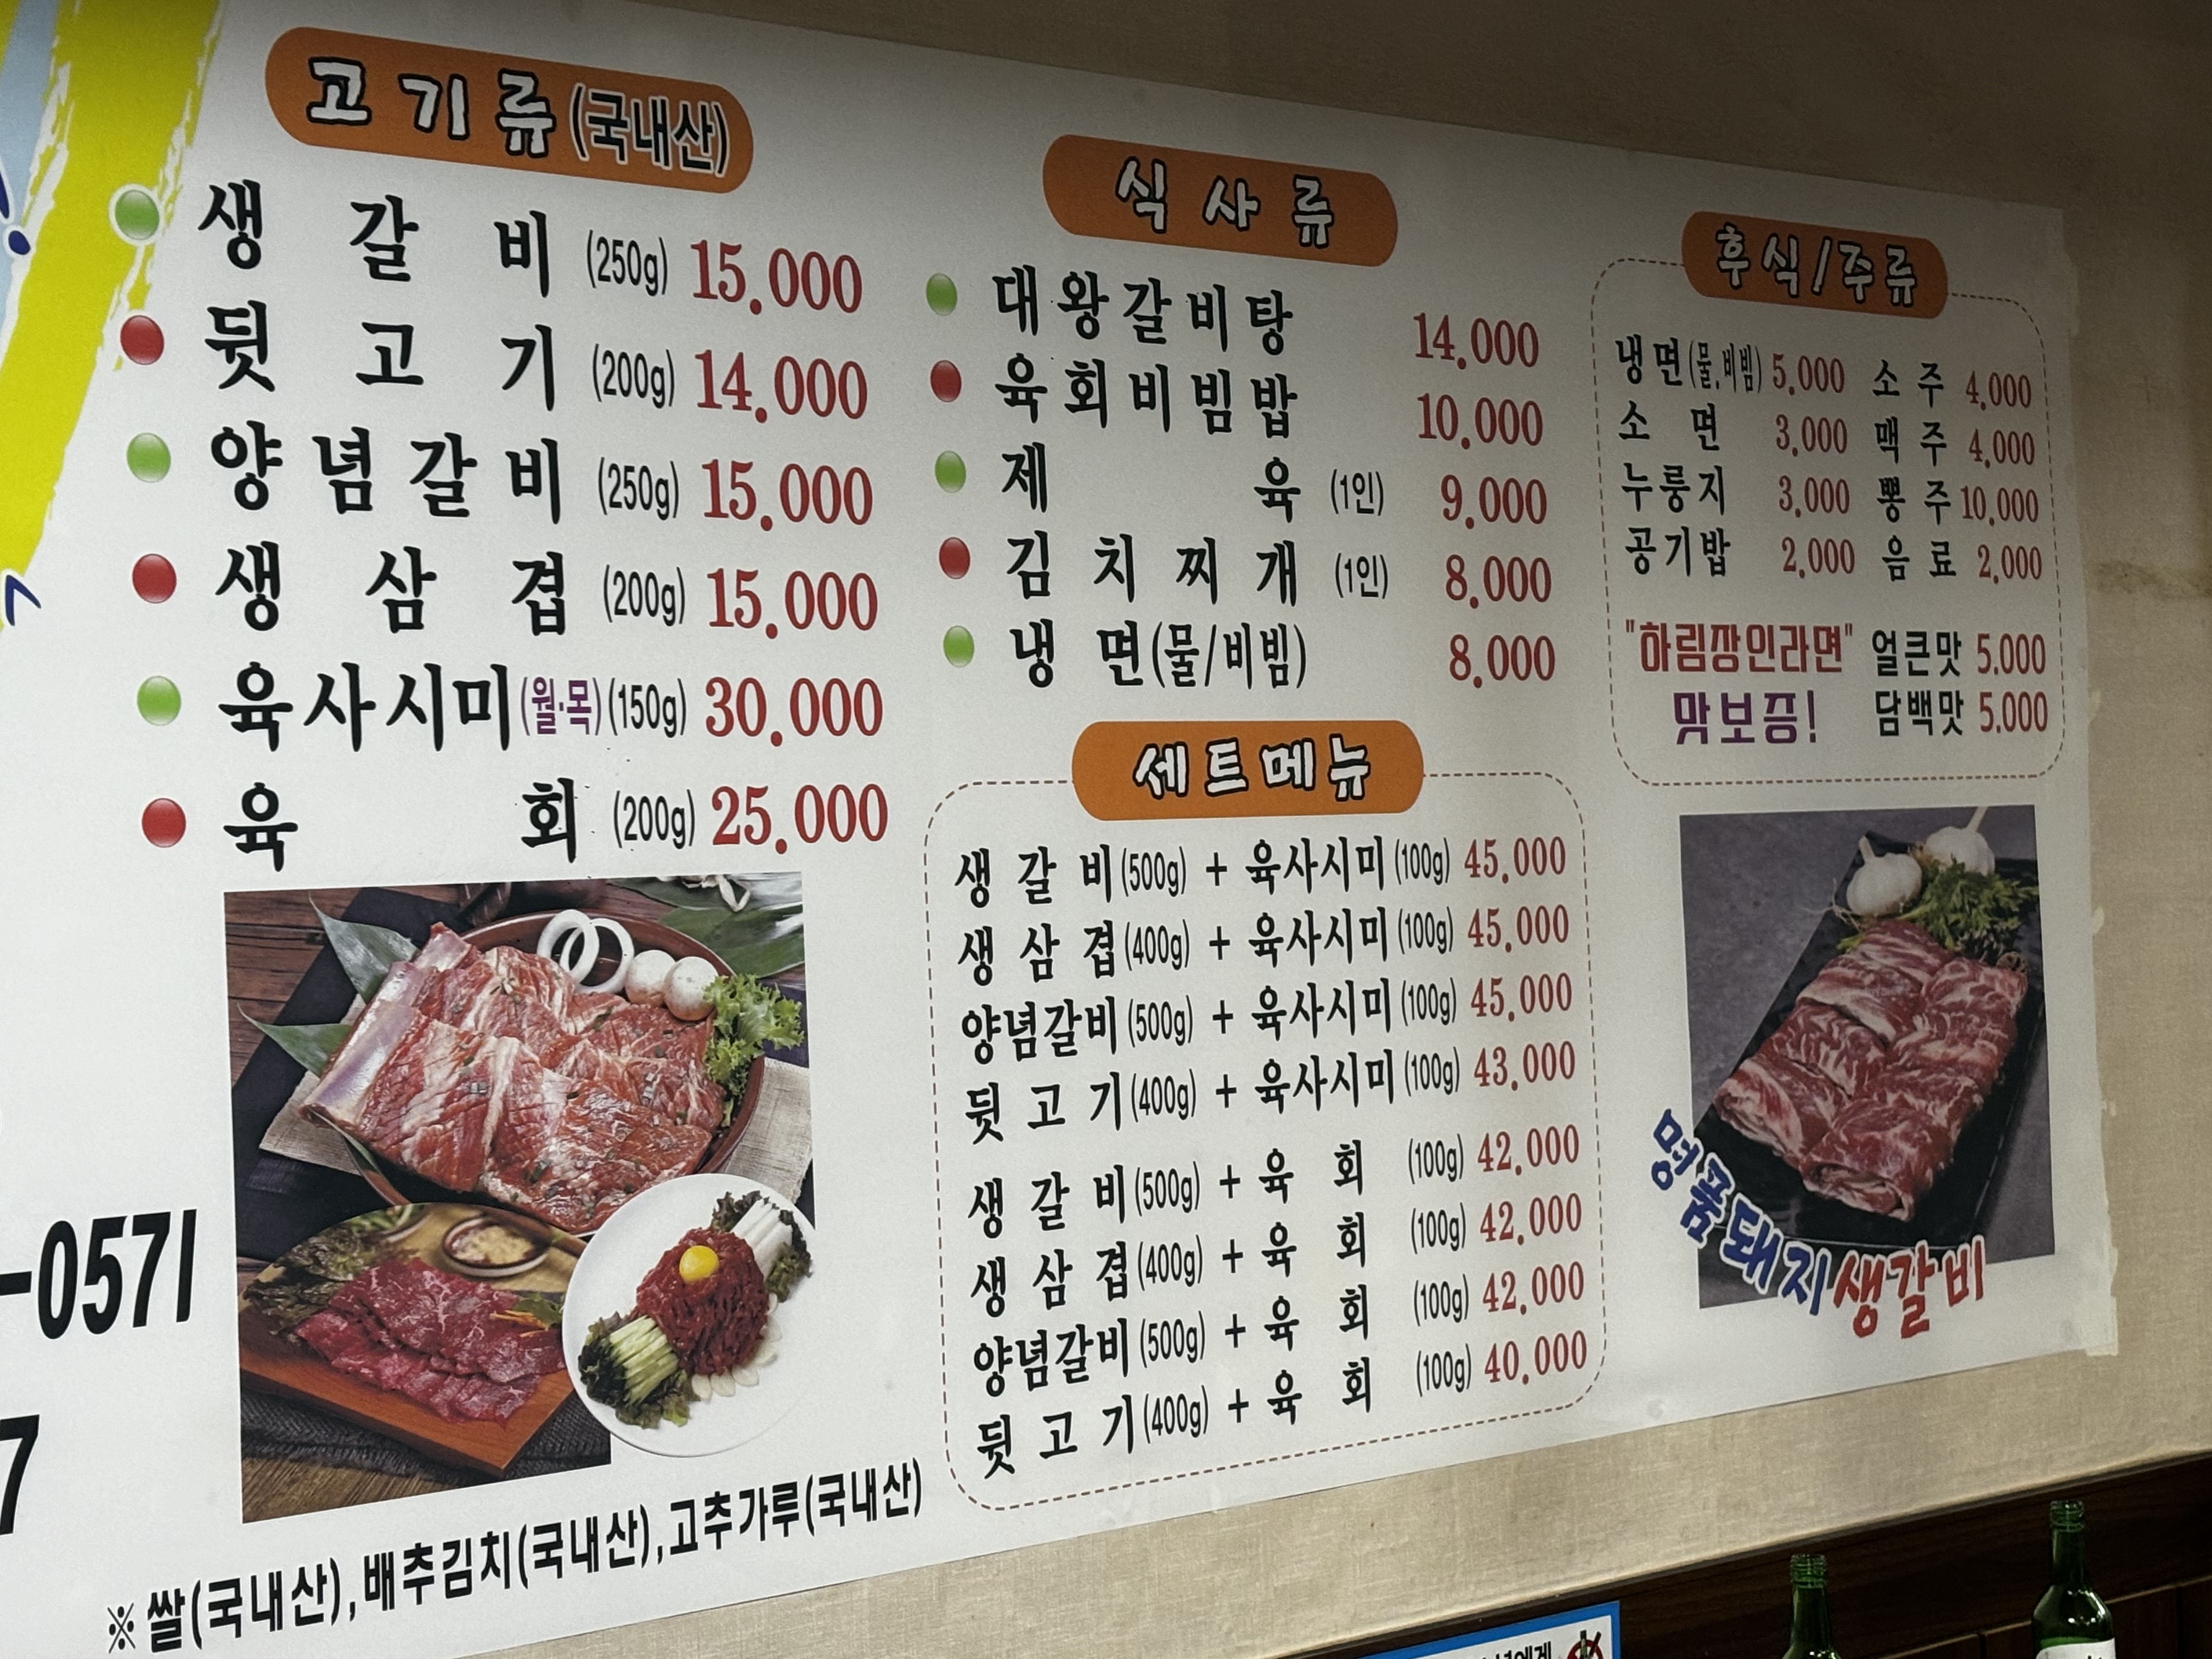 고기류(국내산)
생갈비 (250g) 15.000
뒷고기 (200g) 14.000
양념갈비 (250g) 15.000
생삼겹 (200g) 15.000
육사시미(월·목)(150g) 30.000
육회 (200g) 25.000
※쌀(국내산),배추김치(국내산),고추가루(국내산)
-0571
7
식사류
대왕갈비탕 14.000
육회비빔밥 10.000
제육 (1인) 9.000
김치찌개 (1인) 8.000
냉면(물/비빔) 8.000
세트메뉴
생갈비(500g) + 육사시미(100g) 45.000
생삼겹(400g) + 육사시미(100g) 45.000
양념갈비(500g) + 육사시미(100g) 45.000
뒷고기(400g) + 육사시미(100g) 43.000
생갈비(500g) + 육회 (100g) 42.000
생삼겹(400g) + 육회 (100g) 42.000
양념갈비(500g) + 육회 (100g) 42.000
뒷고기(400g) + 육회 (100g) 40.000
후식/주류
냉면(물,비빔) 5.000 소주 4.000
소면 3.000 맥주 4.000
누룽지 3.000 뽕주 10.000
공기밥 2.000 음료 2.000
"하림장인라면" 얼큰맛 5.000
맛보증! 담백맛 5.000
명품돼지생갈비